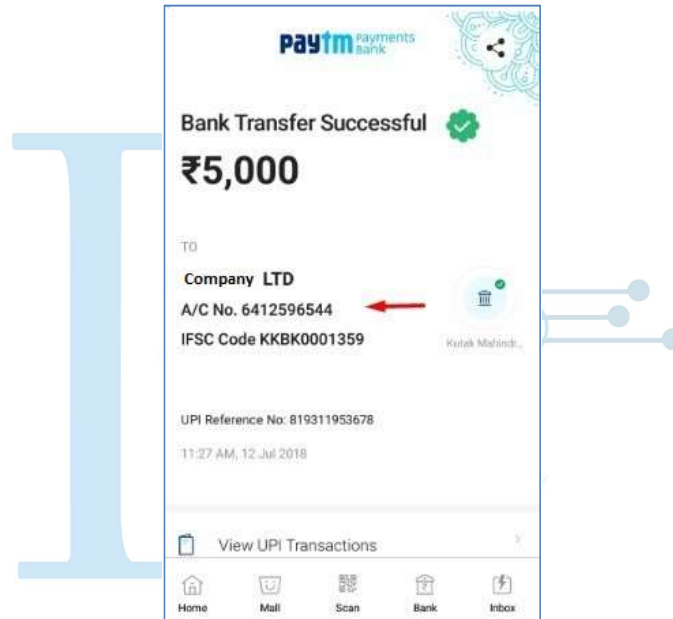 Paytm Payments Bank
Bank Transfer Successful
₹5,000
TO
Company LTD
A/C No. 6412596544
IFSC Code KKBK0001359
Kotak Mahindr...
UPI Reference No: 819311953678
11:27 AM, 12 Jul 2018
View UPI Transactions
Home Mall Scan Bank Inbox